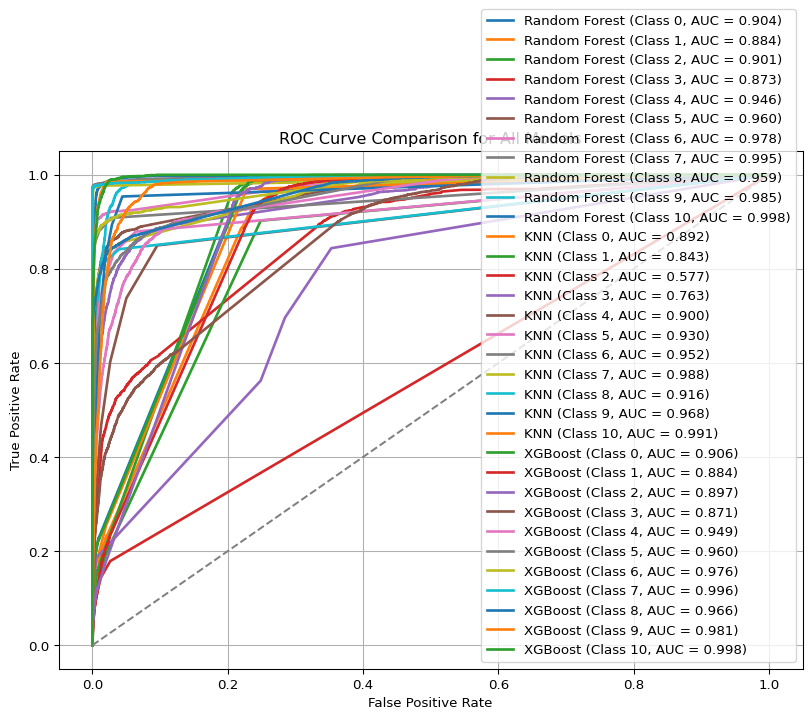 Random Forest (Class 0, AUC = 0.904)
Random Forest (Class 1, AUC = 0.884)
Random Forest (Class 2, AUC = 0.901)
Random Forest (Class 3, AUC = 0.873)
Random Forest (Class 4, AUC = 0.946)
Random Forest (Class 5, AUC = 0.960)
Random Forest (Class 6, AUC = 0.978)
Random Forest (Class 7, AUC = 0.995)
Random Forest (Class 8, AUC = 0.959)
Random Forest (Class 9, AUC = 0.985)
Random Forest (Class 10, AUC = 0.998)
KNN (Class 0, AUC = 0.892)
KNN (Class 1, AUC = 0.843)
KNN (Class 2, AUC = 0.577)
KNN (Class 3, AUC = 0.763)
KNN (Class 4, AUC = 0.900)
KNN (Class 5, AUC = 0.930)
KNN (Class 6, AUC = 0.952)
KNN (Class 7, AUC = 0.988)
KNN (Class 8, AUC = 0.916)
KNN (Class 9, AUC = 0.968)
KNN (Class 10, AUC = 0.991)
XGBoost (Class 0, AUC = 0.906)
XGBoost (Class 1, AUC = 0.884)
XGBoost (Class 2, AUC = 0.897)
XGBoost (Class 3, AUC = 0.871)
XGBoost (Class 4, AUC = 0.949)
XGBoost (Class 5, AUC = 0.960)
XGBoost (Class 6, AUC = 0.976)
XGBoost (Class 7, AUC = 0.996)
XGBoost (Class 8, AUC = 0.966)
XGBoost (Class 9, AUC = 0.981)
XGBoost (Class 10, AUC = 0.998)
ROC Curve Comparison for All Models
True Positive Rate
1.0
0.8
0.6
0.4
0.2
0.0
0.0 0.2 0.4 0.6 0.8 1.0
False Positive Rate